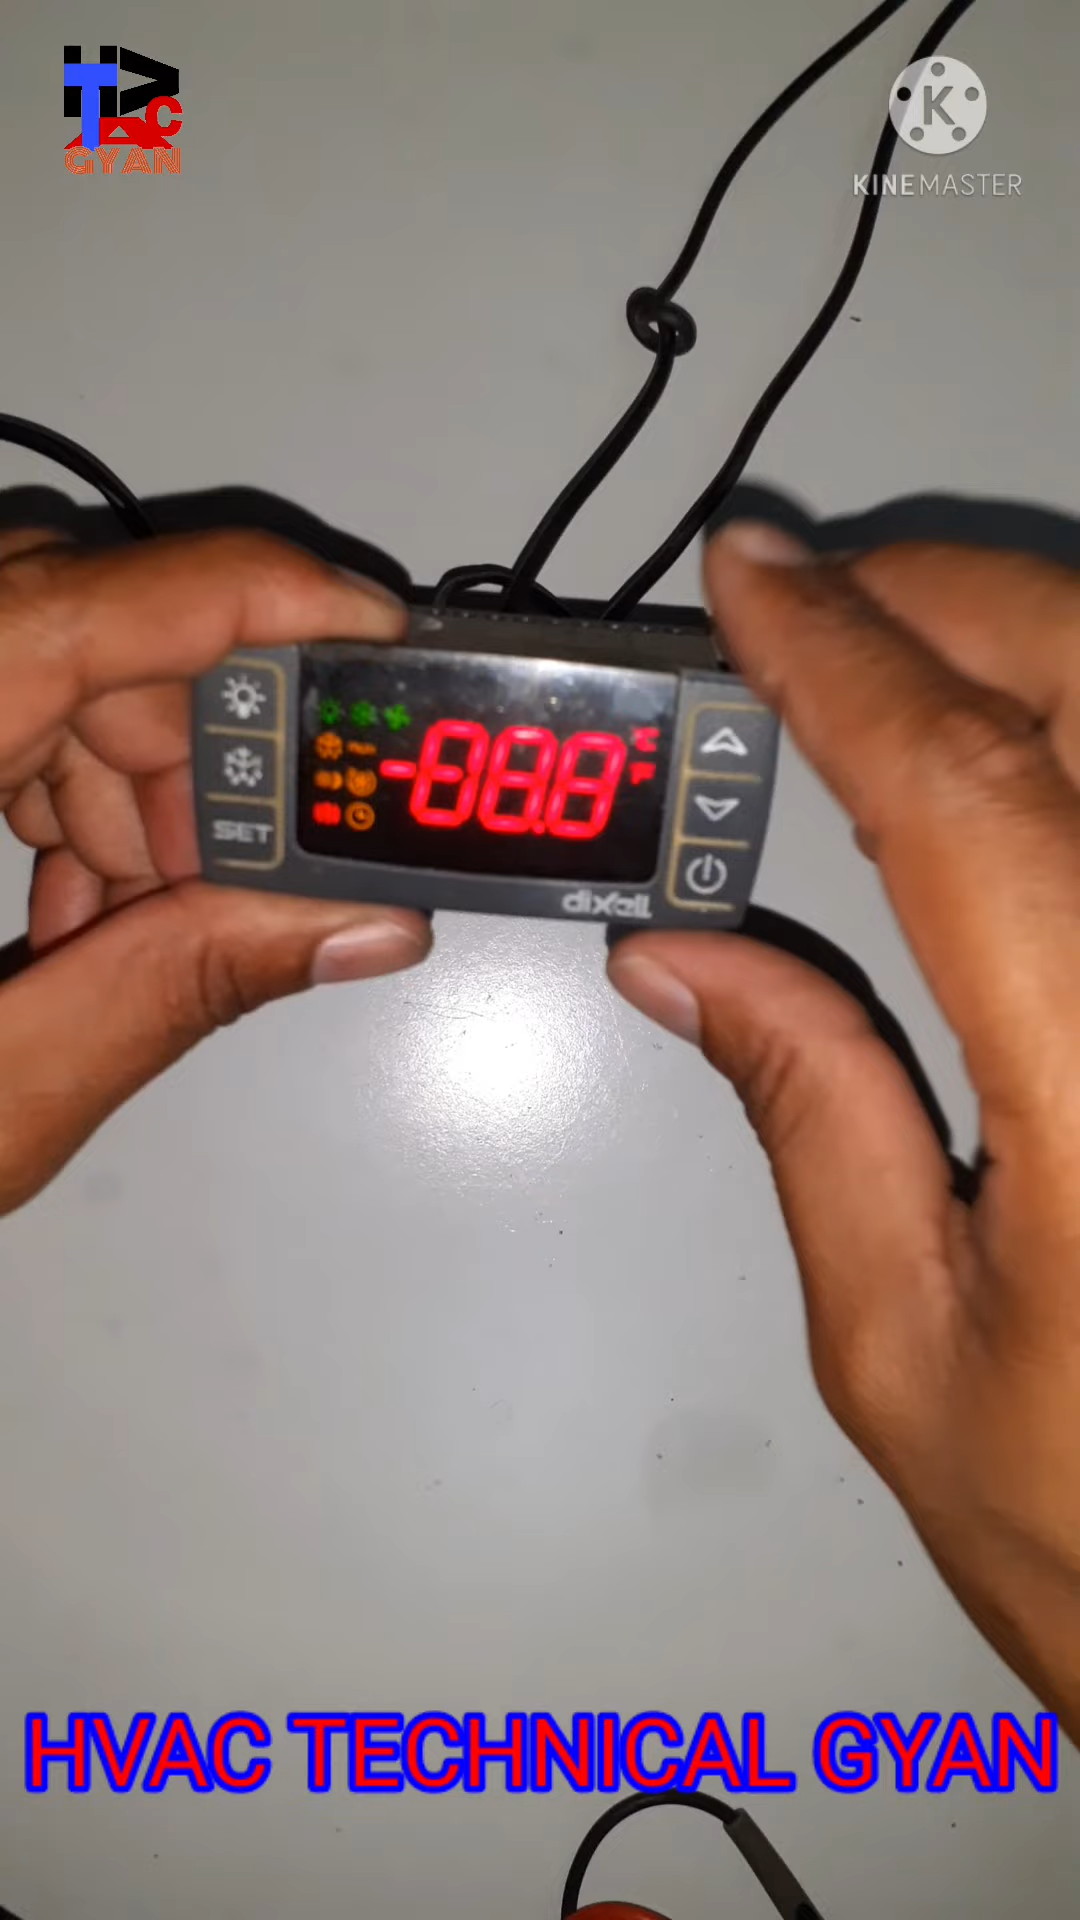 HVAC
GYAN
K
KINEMASTER
-88.8
SET
dixell
HVAC TECHNICAL GYAN